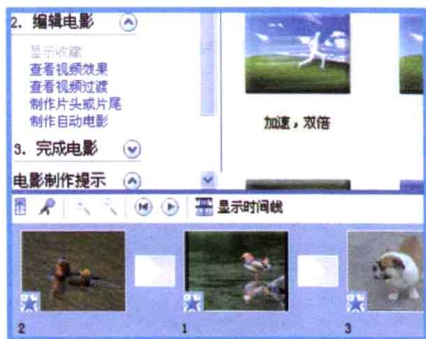 2. 编辑电影
显示收藏
查看视频效果
查看视频过渡
制作片头或片尾
制作自动电影
3. 完成电影
电影制作提示
加速，双倍
显示时间线
2
1
3